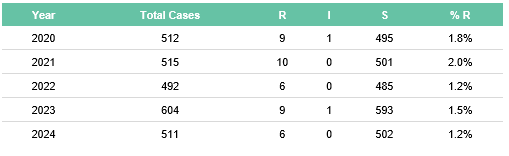 Year Total Cases R I S % R
2020 512 9 1 495 1.8%
2021 515 10 0 501 2.0%
2022 492 6 0 485 1.2%
2023 604 9 1 593 1.5%
2024 511 6 0 502 1.2%